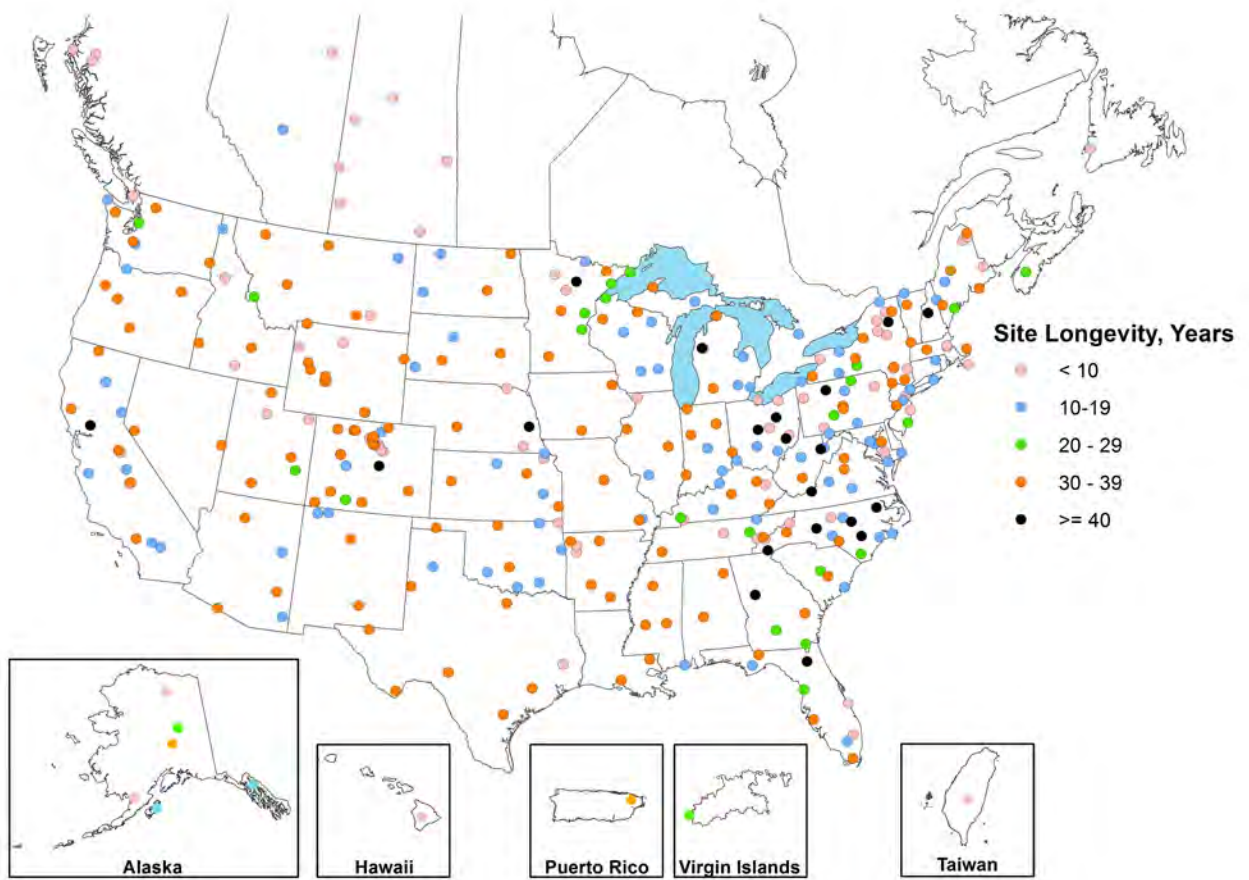 Site Longevity, Years
< 10
10-19
20 - 29
30 - 39
>= 40
Alaska
Hawaii
Puerto Rico
Virgin Islands
Taiwan